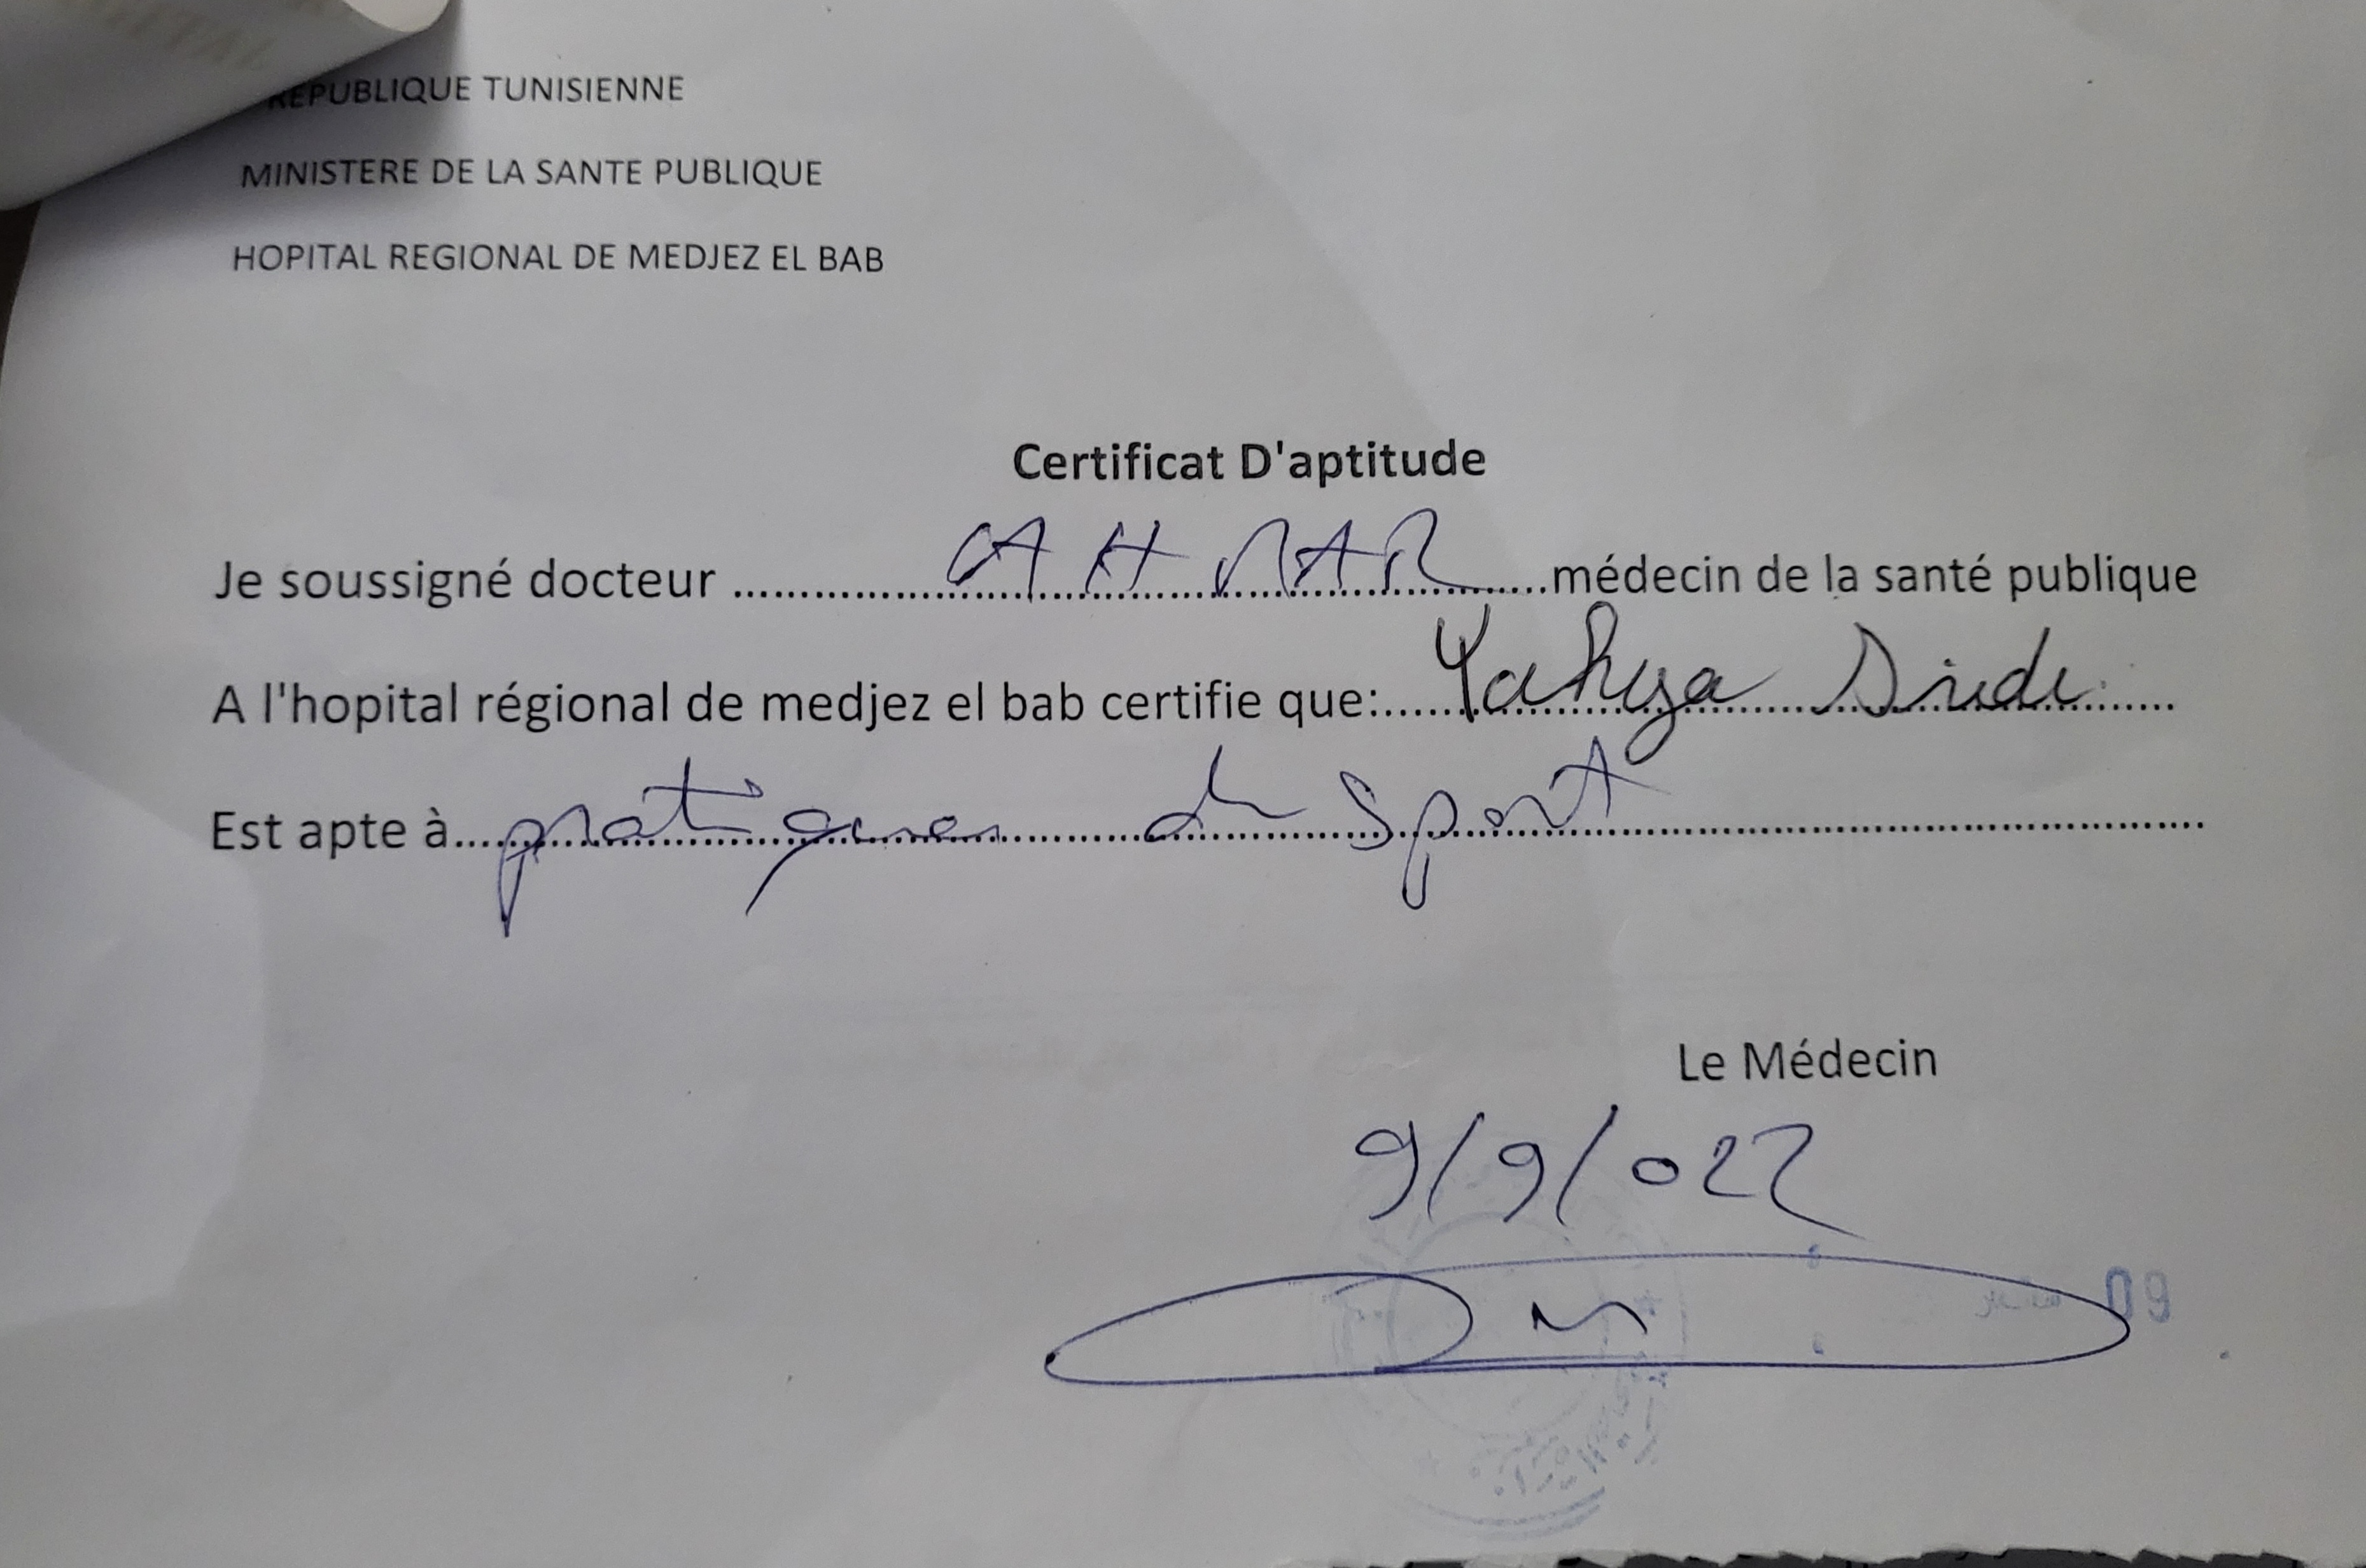 REPUBLIQUE TUNISIENNE
MINISTERE DE LA SANTE PUBLIQUE
HOPITAL REGIONAL DE MEDJEZ EL BAB
Certificat D'aptitude
Je soussigné docteur ..................médecin de la santé publique
A l'hopital régional de medjez el bab certifie que:......Yahya
Est apte à....pratiquer du Sport..................
Le Médecin
9/9/022
09